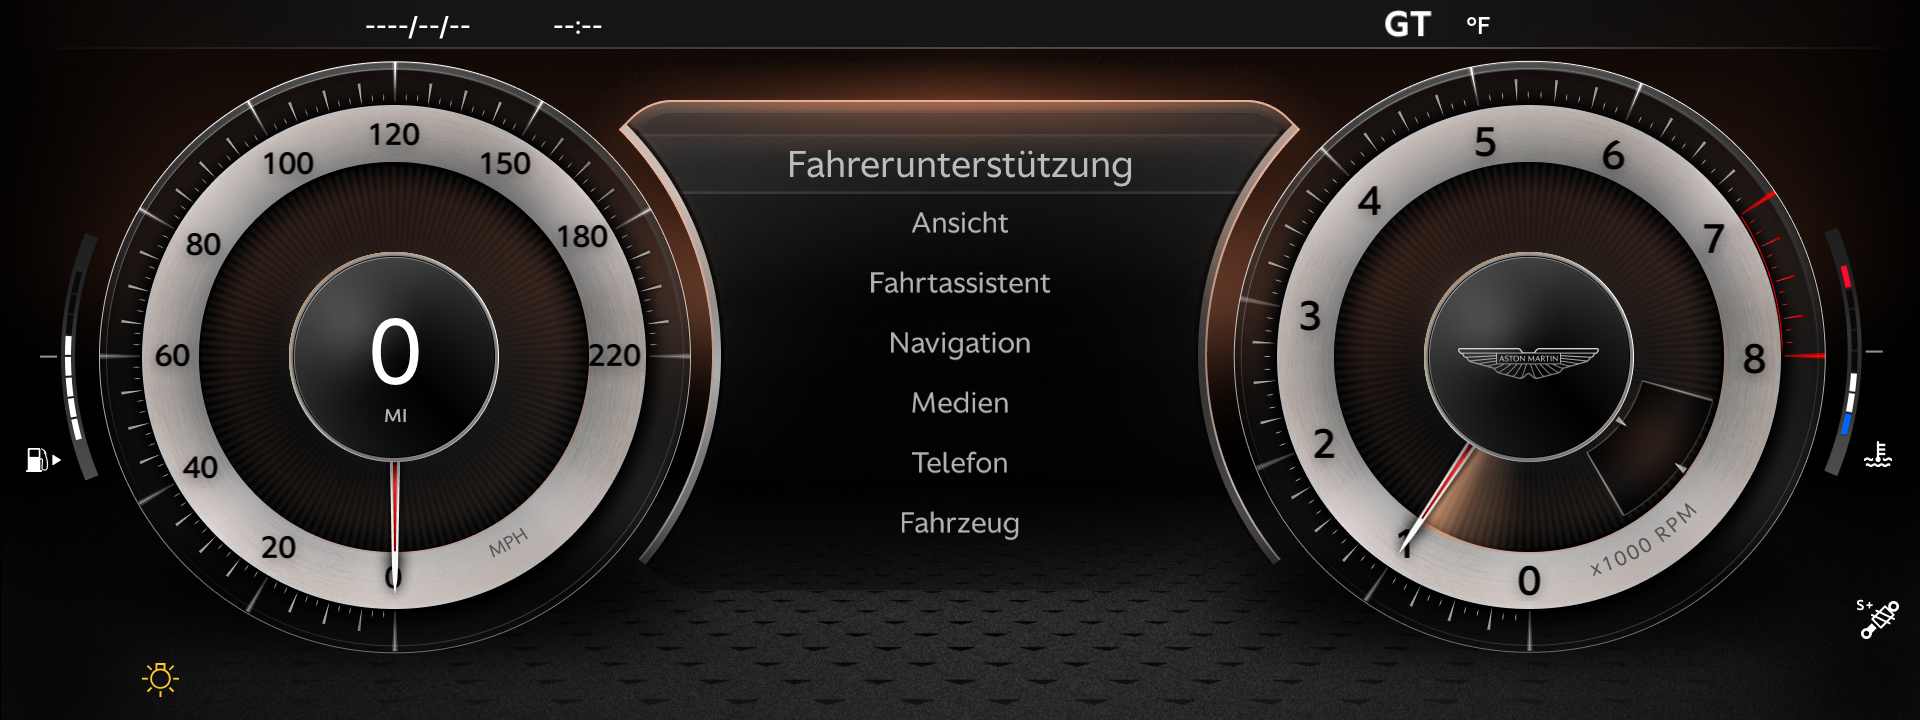 ----/--/--
--:--
GT
°F
Fahrerunterstützung
Ansicht
Fahrtassistent
Navigation
Medien
Telefon
Fahrzeug
0
20
40
60
80
100
120
150
180
220
MPH
0
MI
0
1
2
3
4
5
6
7
8
x1000 RPM
ASTON MARTIN
S+